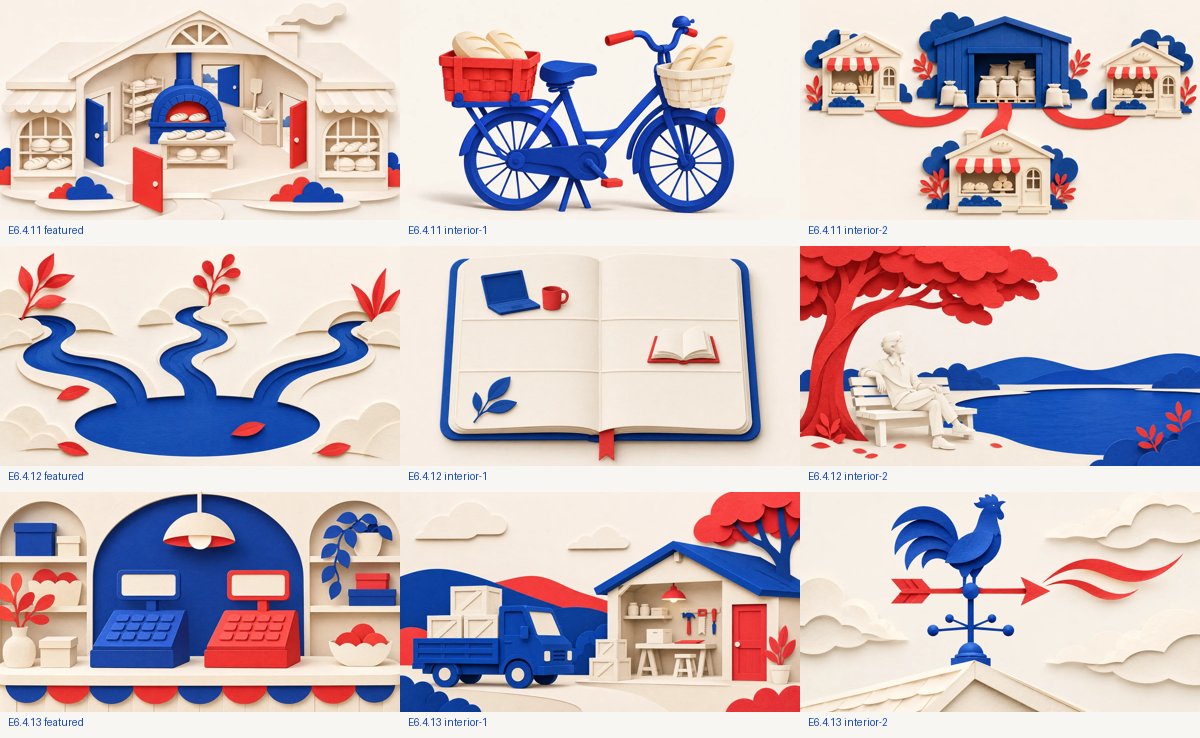 E6.4.11 featured
E6.4.11 interior-1
E6.4.11 interior-2
E6.4.12 featured
E6.4.12 interior-1
E6.4.12 interior-2
E6.4.13 featured
E6.4.13 interior-1
E6.4.13 interior-2